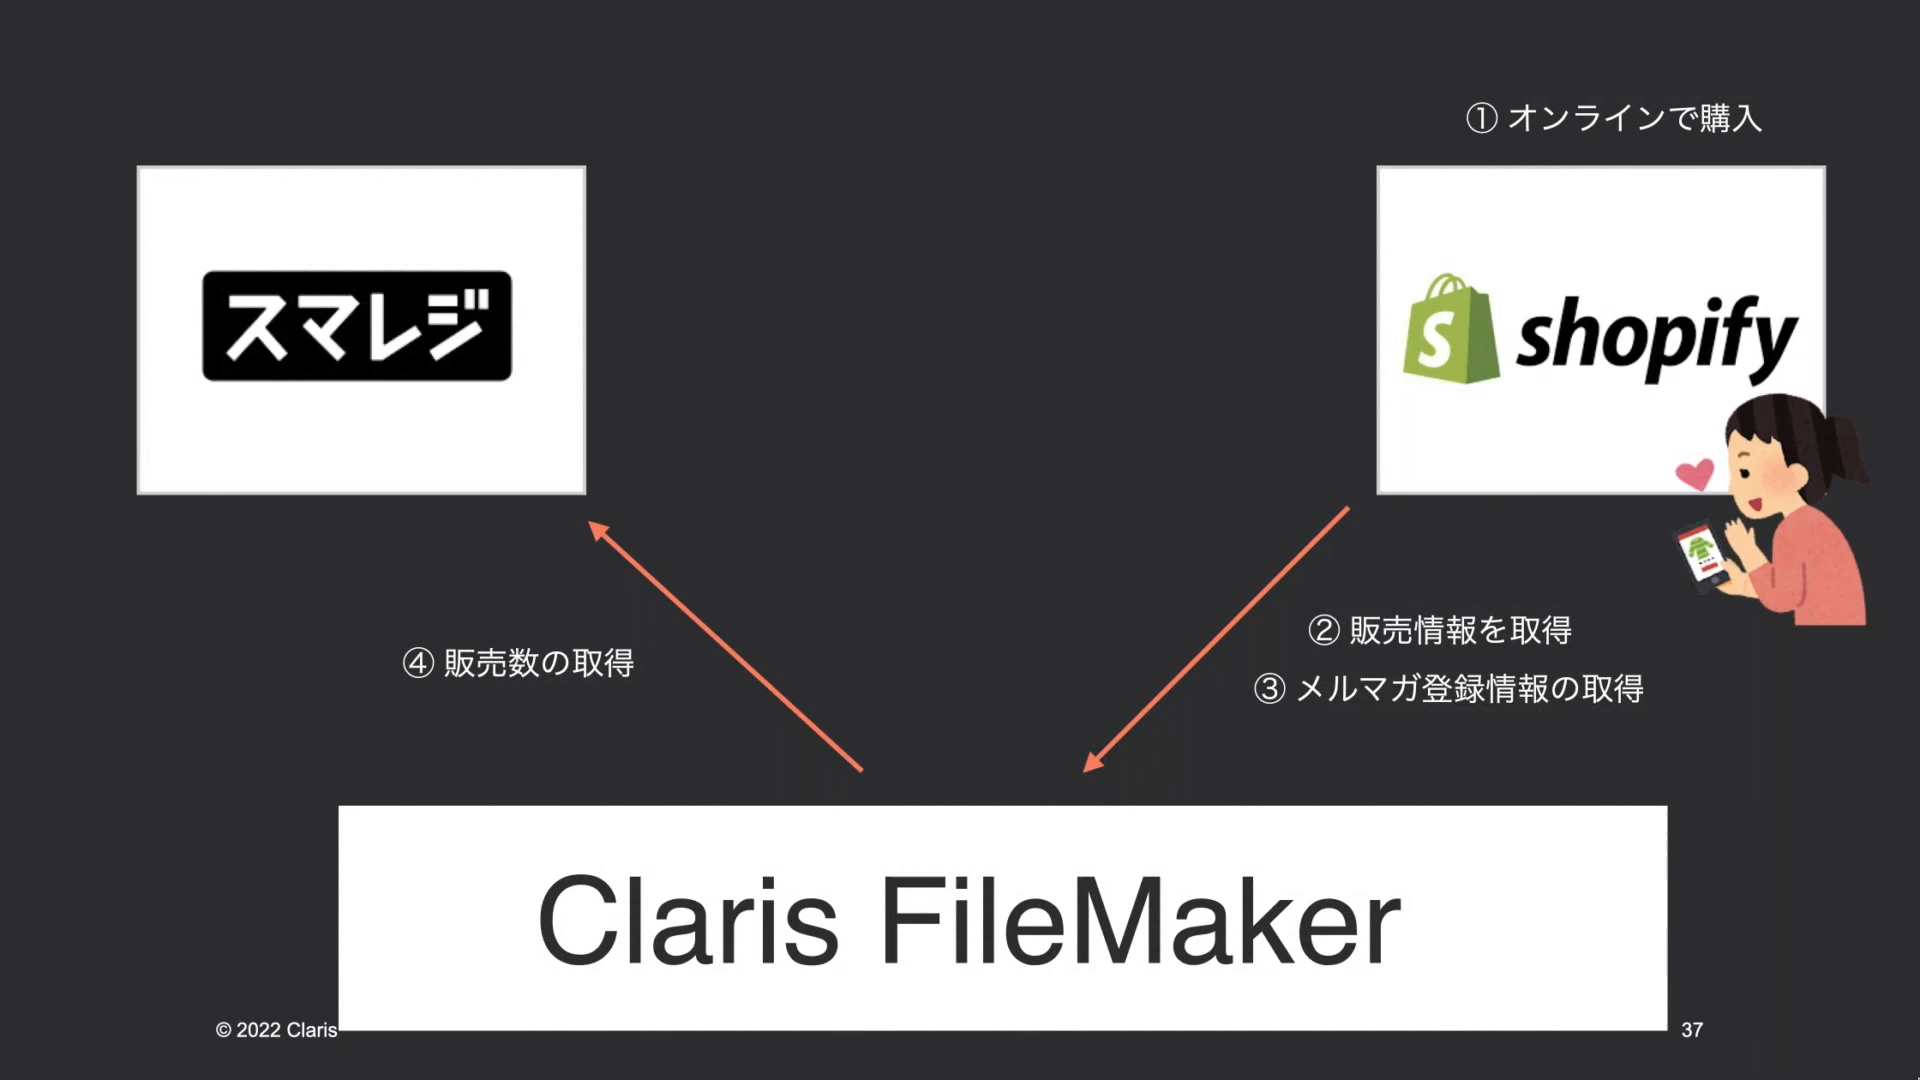 ① オンラインで購入
スマレジ
shopify
② 販売情報を取得
③ メルマガ登録情報の取得
④ 販売数の取得
Claris FileMaker
© 2022 Claris
37